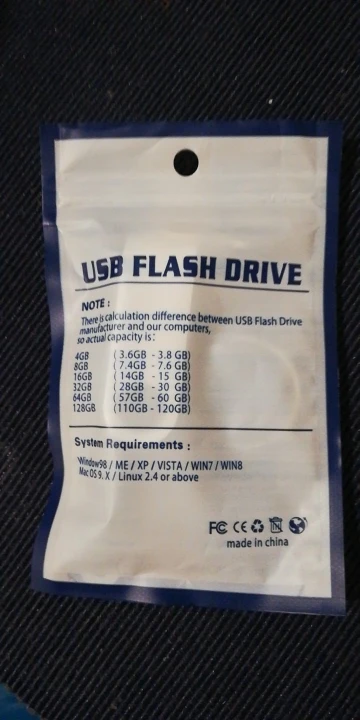 USB FLASH DRIVE
NOTE :
There is calculation difference between USB Flash Drive
manufacturer and our computers,
so actual capacity is :
4GB ( 3.6GB - 3.8 GB)
8GB ( 7.4GB - 7.6 GB)
16GB ( 14GB - 15 GB)
32GB ( 28GB - 30 GB)
64GB ( 57GB - 60 GB)
128GB (110GB - 120GB)
System Requirements :
Window98 / ME / XP / VISTA / WIN7 / WIN8
Mac OS 9. X / Linux 2.4 or above
FC CE
made in china